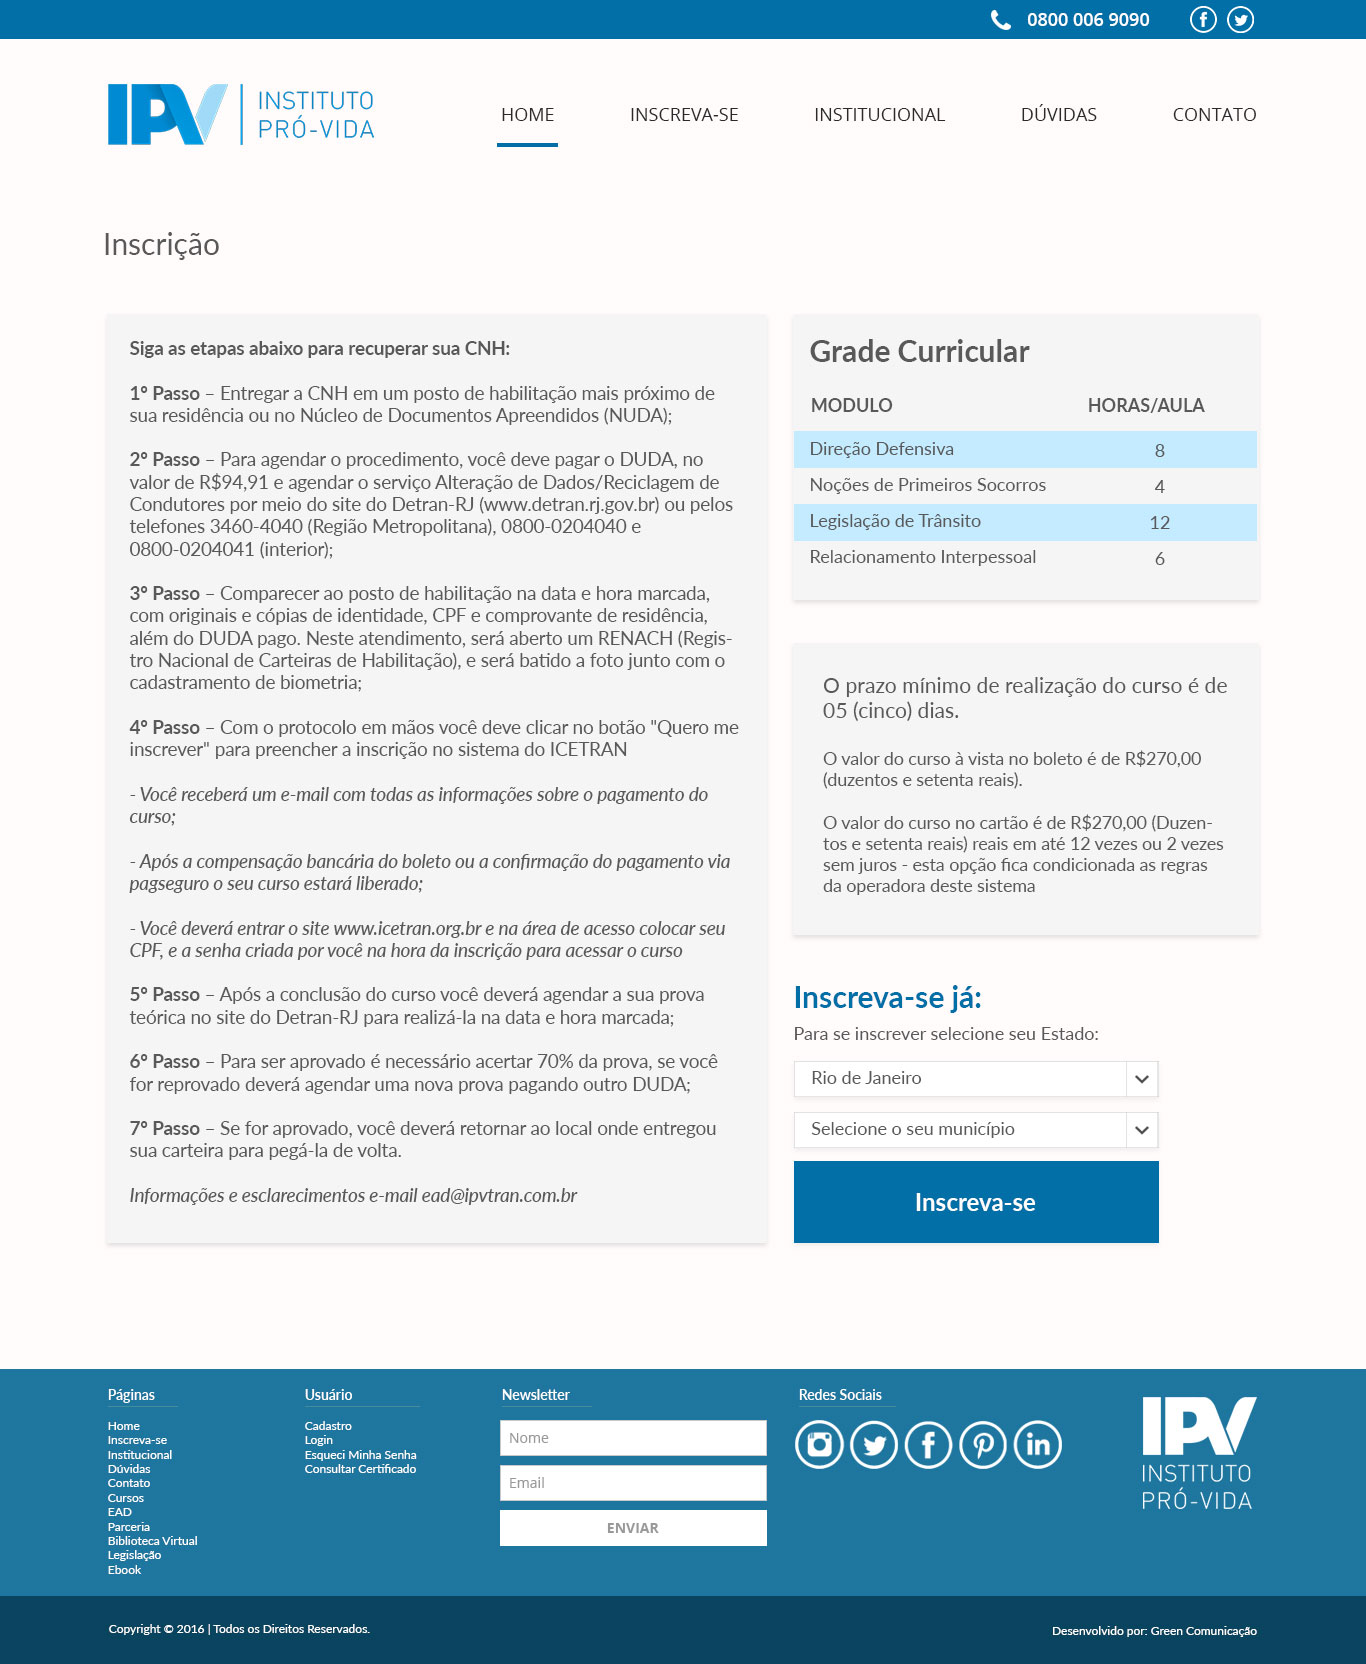 0800 006 9090
IPV INSTITUTO
PRÓ-VIDA
HOME INSCREVA-SE INSTITUCIONAL DÚVIDAS CONTATO
Inscrição
Siga as etapas abaixo para recuperar sua CNH:
1º Passo – Entregar a CNH em um posto de habilitação mais próximo de
sua residência ou no Núcleo de Documentos Apreendidos (NUDA);
2º Passo – Para agendar o procedimento, você deve pagar o DUDA, no
valor de R$94,91 e agendar o serviço Alteração de Dados/Reciclagem de
Condutores por meio do site do Detran-RJ (www.detran.rj.gov.br) ou pelos
telefones 3460-4040 (Região Metropolitana), 0800-0204040 e
0800-0204041 (interior);
3º Passo – Comparecer ao posto de habilitação na data e hora marcada,
com originais e cópias de identidade, CPF e comprovante de residência,
além do DUDA pago. Neste atendimento, será aberto um RENACH (Regis-
tro Nacional de Carteiras de Habilitação), e será batido a foto junto com o
cadastramento de biometria;
4º Passo – Com o protocolo em mãos você deve clicar no botão "Quero me
inscrever" para preencher a inscrição no sistema do ICETRAN
- Você receberá um e-mail com todas as informações sobre o pagamento do
curso;
- Após a compensação bancária do boleto ou a confirmação do pagamento via
pagseguro o seu curso estará liberado;
- Você deverá entrar o site www.icetran.org.br e na área de acesso colocar seu
CPF, e a senha criada por você na hora da inscrição para acessar o curso
5º Passo – Após a conclusão do curso você deverá agendar a sua prova
teórica no site do Detran-RJ para realizá-la na data e hora marcada;
6º Passo – Para ser aprovado é necessário acertar 70% da prova, se você
for reprovado deverá agendar uma nova prova pagando outro DUDA;
7º Passo – Se for aprovado, você deverá retornar ao local onde entregou
sua carteira para pegá-la de volta.
Informações e esclarecimentos e-mail ead@ipvtran.com.br
Grade Curricular
MODULO HORAS/AULA
Direção Defensiva 8
Noções de Primeiros Socorros 4
Legislação de Trânsito 12
Relacionamento Interpessoal 6
O prazo mínimo de realização do curso é de
05 (cinco) dias.
O valor do curso à vista no boleto é de R$270,00
(duzentos e setenta reais).
O valor do curso no cartão é de R$270,00 (Duzen-
tos e setenta reais) reais em até 12 vezes ou 2 vezes
sem juros - esta opção fica condicionada as regras
da operadora deste sistema
Inscreva-se já:
Para se inscrever selecione seu Estado:
Rio de Janeiro
Selecione o seu município
Inscreva-se
Páginas
Home
Inscreva-se
Institucional
Dúvidas
Contato
Cursos
EAD
Parceria
Biblioteca Virtual
Legislação
Ebook
Usuário
Cadastro
Login
Esqueci Minha Senha
Consultar Certificado
Newsletter
Nome
Email
ENVIAR
Redes Sociais
IPV
INSTITUTO
PRÓ-VIDA
Copyright © 2016 | Todos os Direitos Reservados.
Desenvolvido por: Green Comunicação